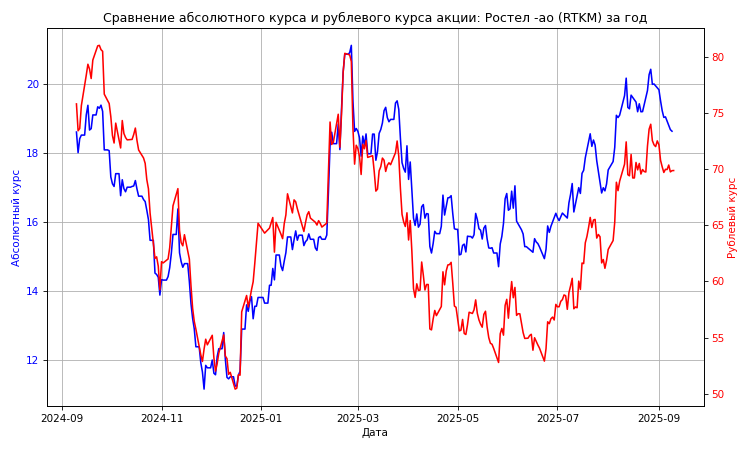 Сравнение абсолютного курса и рублевого курса акции: Ростел -ао (RTKM) за год
Абсолютный курс
20
18
16
14
12
80
75
70
65
60
55
50
Рублевый курс
2024-09 2024-11 2025-01 2025-03 2025-05 2025-07 2025-09
Дата